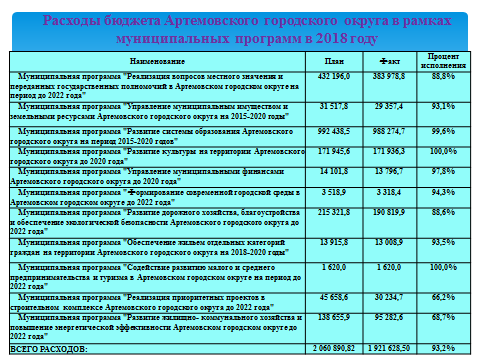 Расходы бюджета Артемовского городского округа в рамках
муниципальных программ в 2018 году
Наименование План Факт Процент
исполнения
Муниципальная программа "Реализация вопросов местного значения и 432 196,0 383 978,8 88,8%
переданных государственных полномочий в Артемовском городском округе на
период до 2022 года"
Муниципальная программа "Управление муниципальным имуществом и 31 517,8 29 357,4 93,1%
земельными ресурсами Артемовского городского округа на 2015-2020 годы"
Муниципальная программа "Развитие системы образования Артемовского 992 438,5 988 274,7 99,6%
городского округа на период 2015-2020 годов"
Муниципальная программа "Развитие культуры на территории Артемовского 171 945,6 171 936,3 100,0%
городского округа до 2020 года"
Муниципальная программа "Управление муниципальными финансами 14 101,8 13 796,7 97,8%
Артемовского городского округа до 2020 года"
Муниципальная программа "Формирование современной городской среды в 3 518,9 3 318,4 94,3%
Артемовском городском округе до 2022 года"
Муниципальная программа "Развитие дорожного хозяйства, благоустройства 215 321,8 190 819,9 88,6%
и обеспечение экологической безопасности Артемовского городского округа до
2022 года"
Муниципальная программа "Обеспечение жильем отдельных категорий 13 915,8 13 008,9 93,5%
граждан на территории Артемовского городского округа на 2018-2020 годы"
Муниципальная программа "Содействие развитию малого и среднего 1 620,0 1 620,0 100,0%
предпринимательства и туризма в Артемовском городском округе на период до
2022 года"
Муниципальная программа "Реализация приоритетных проектов в 45 658,6 30 234,7 66,2%
строительном комплексе Артемовского городского округа до 2022 года"
Муниципальная программа "Развитие жилищно- коммунального хозяйства и 138 655,9 95 282,6 68,7%
повышение энергетической эффективности Артемовском городском округе до
2022 года"
ВСЕГО РАСХОДОВ: 2 060 890,82 1 921 628,50 93,2%